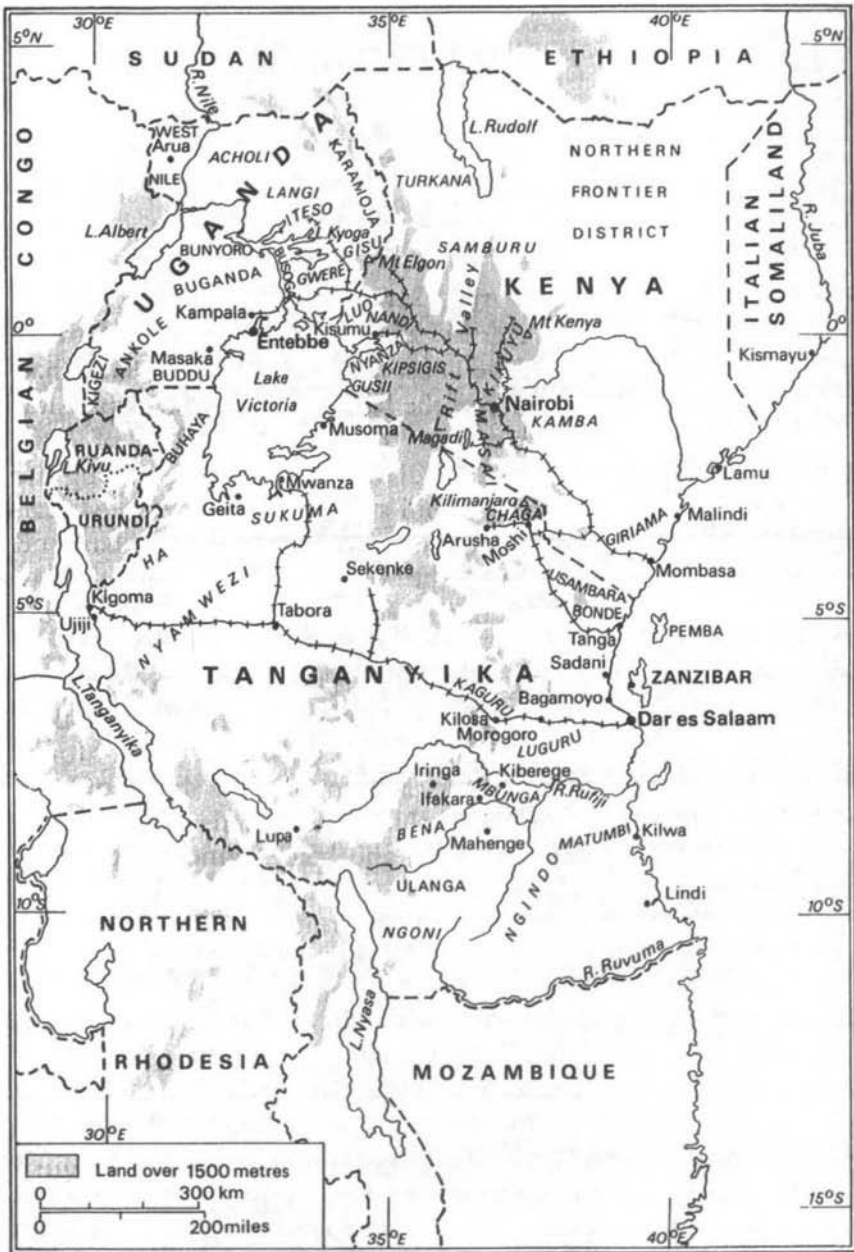 30°E
35°E
40°E
5°N
5°N
SUDAN
ETHIOPIA
R. Nile
L.Rudolf
WEST
Arua
NILE
ACHOLI
UGANDA
KARAMOJA
NORTHERN
FRONTIER
DISTRICT
TURKANA
LANGI
ITESO
L.Albert
L.Kyoga
BUNYORO
GISU
SAMBURU
ITALIAN
SOMALILAND
R. Juba
BELGIAN CONGO
BUGANDA
BUSOGA
GWERE
Mt Elgon
Rift Valley
KENYA
Kampala
LUO
NANDI
Mt Kenya
0°
0°
ANKOLE
Entebbe
Kisumu
KIKUYU
Kismayu
KIGEZI
Masaka
BUDDU
Lake
Victoria
NYANZA
KIPSIGIS
GUSII
Nairobi
KAMBA
MASAI
Musoma
Magadi
RUANDA-
URUNDI
L.Kivu
BUHAYA
Lamu
Mwanza
Geita
SUKUMA
Kilimanjaro
CHAGA
Malindi
GIRIAMA
Arusha
Moshi
HA
Mombasa
Sekenke
USAMBARA
Kigoma
NYAMWEZI
BONDE
5°S
5°S
Ujiji
Tabora
Tanga
PEMBA
Sadani
TANGANYIKA
ZANZIBAR
L.Tanganyika
KAGURU
Bagamoyo
Kilosa
Dar es Salaam
Morogoro
LUGURU
Iringa
Kiberege
MBUNGA
R.Rufiji
Ifakara
Lupa
BENA
MATUMBI
Kilwa
Mahenge
ULANGA
NGINDO
Lindi
10°S
10°S
NORTHERN
NGONI
R. Ruvuma
L.Nyasa
RHODESIA
MOZAMBIQUE
30°E
Land over 1500 metres
0 300 km
0 200 miles
15°S
35°E
40°E